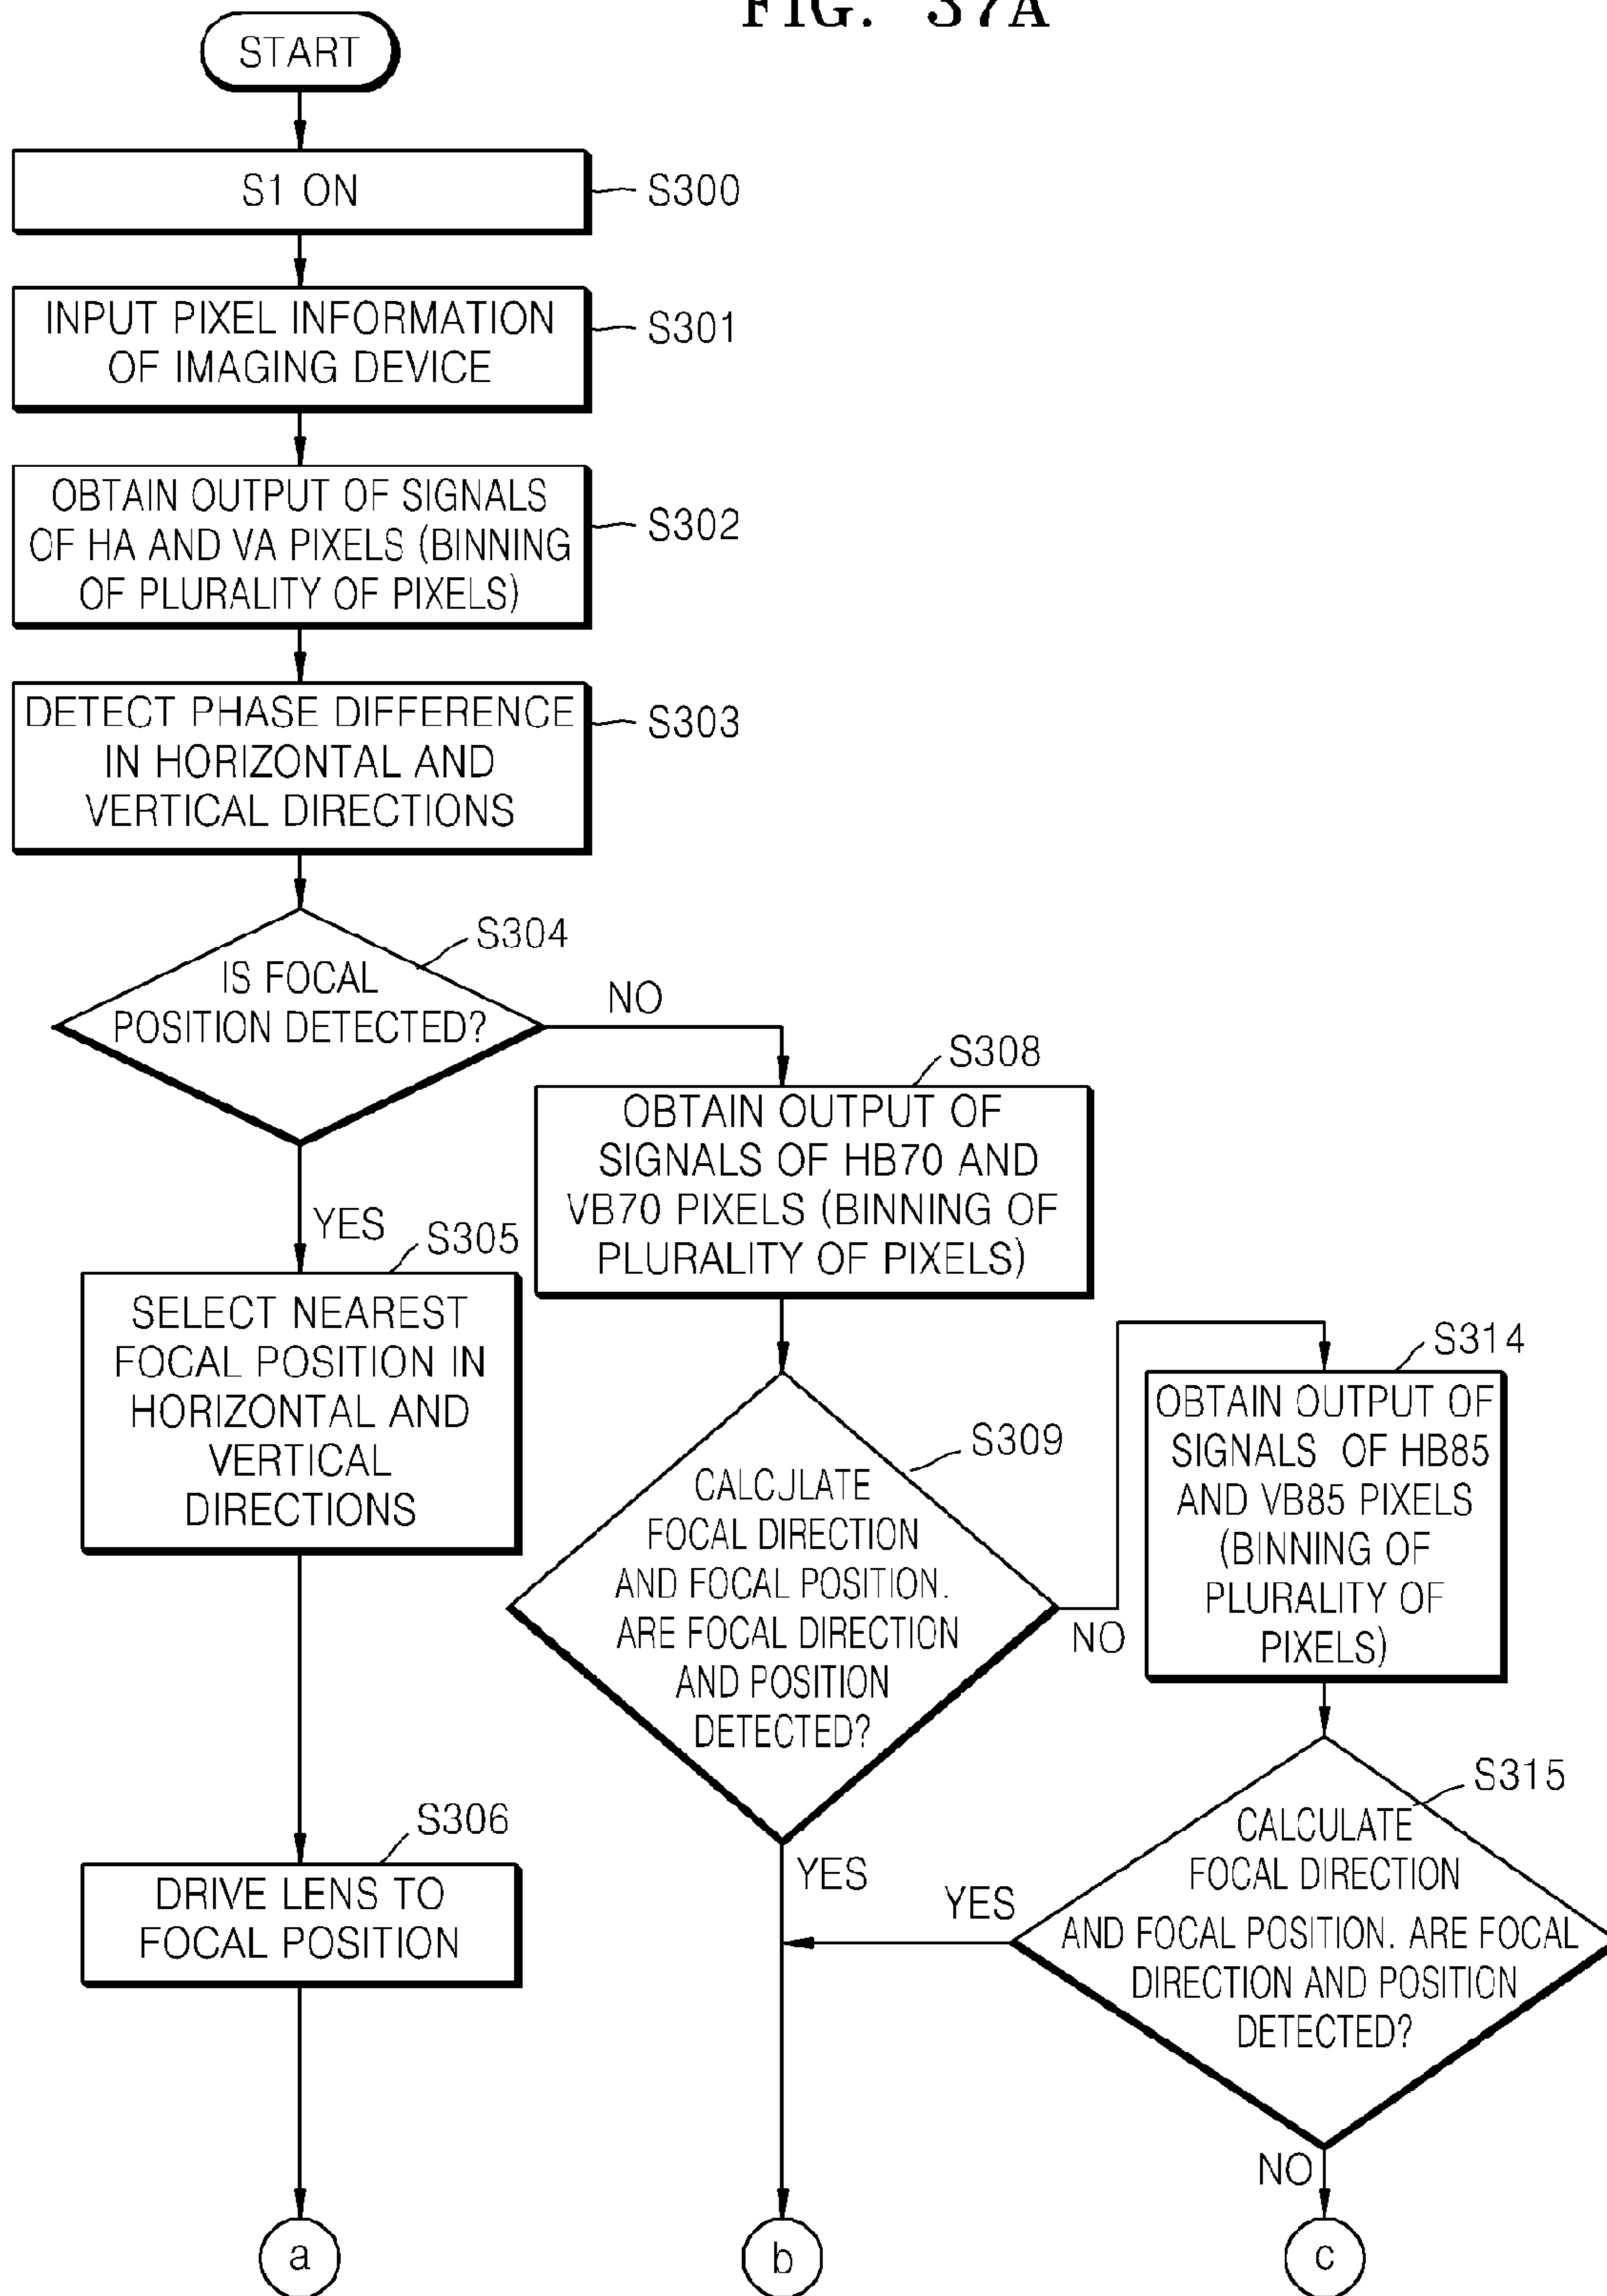 FIG. 37A
START
S1 ON
S300
INPUT PIXEL INFORMATION
OF IMAGING DEVICE
S301
OBTAIN OUTPUT OF SIGNALS
OF HA AND VA PIXELS (BINNING
OF PLURALITY OF PIXELS)
S302
DETECT PHASE DIFFERENCE
IN HORIZONTAL AND
VERTICAL DIRECTIONS
S303
S304
IS FOCAL
POSITION DETECTED?
NO
YES
S308
OBTAIN OUTPUT OF
SIGNALS OF HB70 AND
VB70 PIXELS (BINNING OF
PLURALITY OF PIXELS)
S305
SELECT NEAREST
FOCAL POSITION IN
HORIZONTAL AND
VERTICAL
DIRECTIONS
S309
CALCJLATE
FOCAL DIRECTION
AND FOCAL POSITION.
ARE FOCAL DIRECTION
AND POSITION
DETECTED?
NO
YES
S314
OBTAIN OUTPUT OF
SIGNALS OF HB85
AND VB85 PIXELS
(BINNING OF
PLURALITY OF
PIXELS)
S315
CALCULATE
FOCAL DIRECTION
AND FOCAL POSITION. ARE FOCAL
DIRECTION AND POSITION
DETECTED?
YES
NO
S306
DRIVE LENS TO
FOCAL POSITION
a
b
c